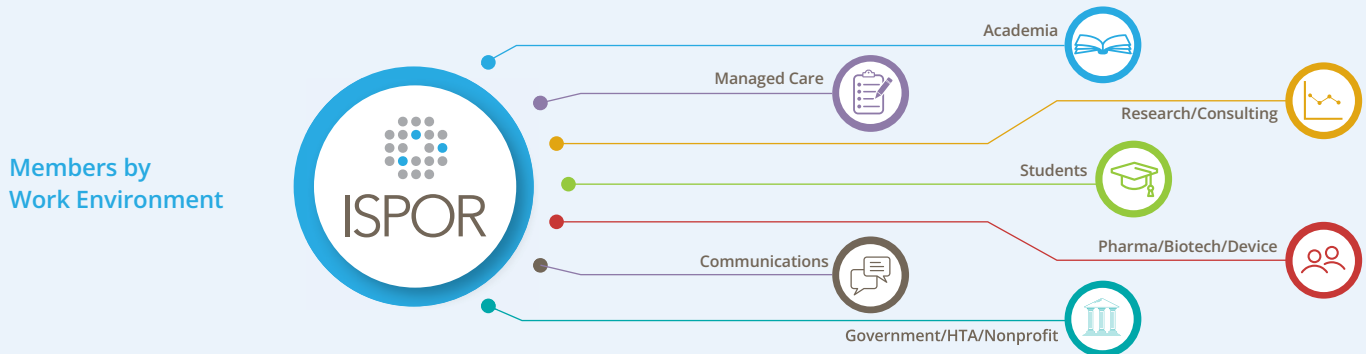 Members by
Work Environment
ISPOR
Academia
Managed Care
Research/Consulting
Students
Pharma/Biotech/Device
Communications
Government/HTA/Nonprofit